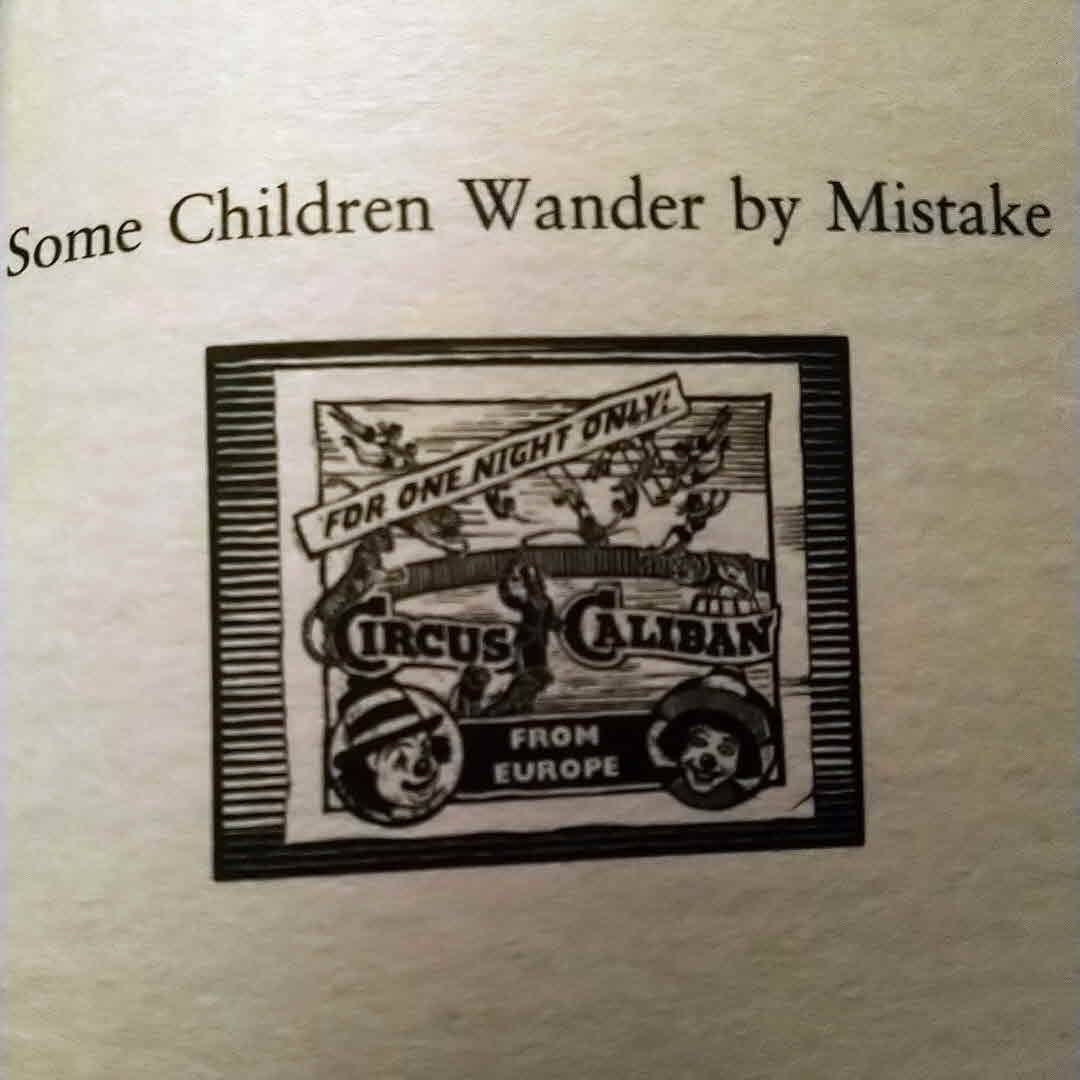 Some Children Wander by Mistake
FOR ONE NIGHT ONLY!
CIRCUS CALIBAN
FROM
EUROPE